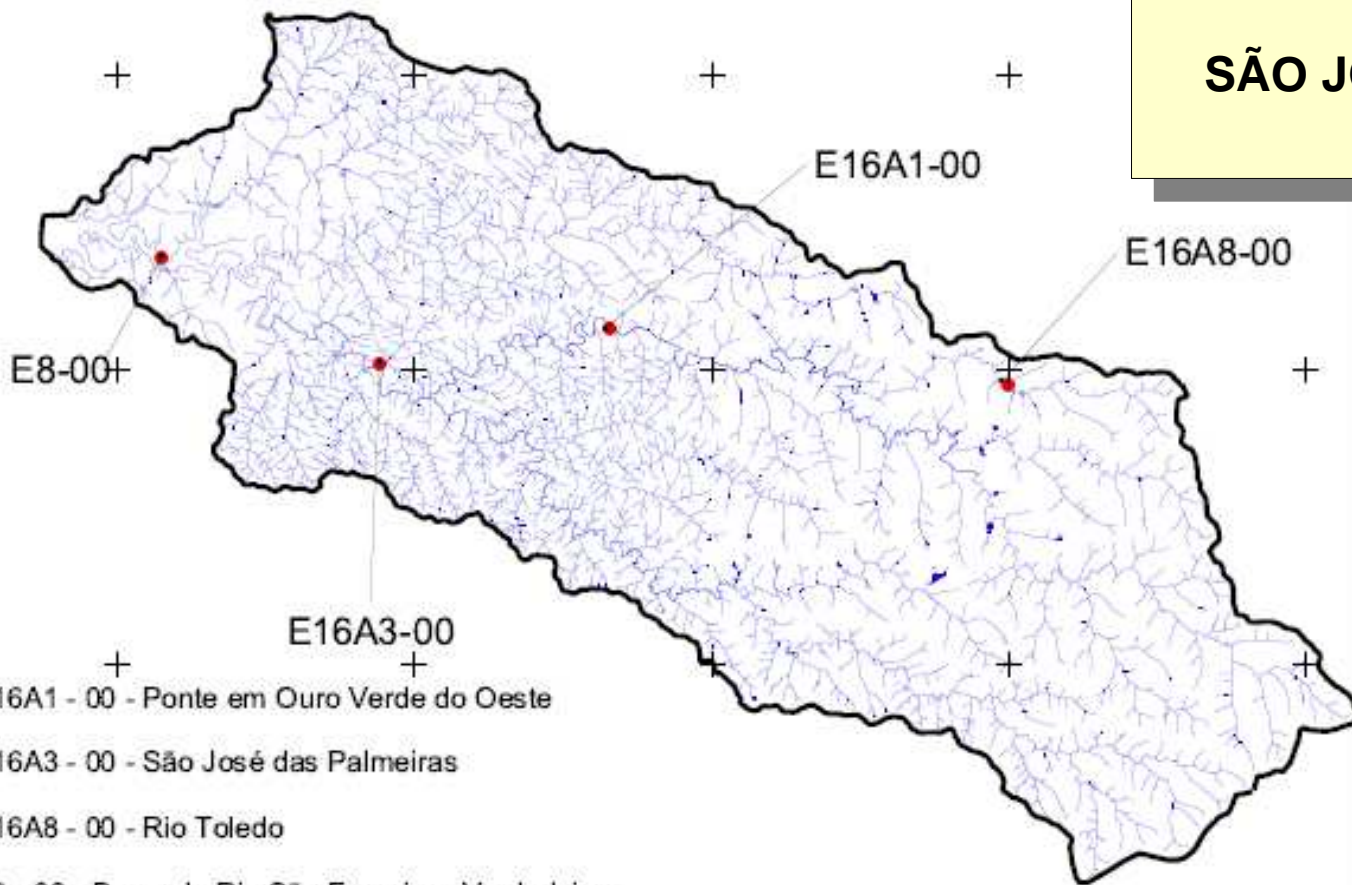 SÃO
E16A1-00
E16A8-00
E8-00
E16A3-00
16A1 - 00 - Ponte em Ouro Verde do Oeste
16A3 - 00 - São José das Palmeiras
16A8 - 00 - Rio Toledo